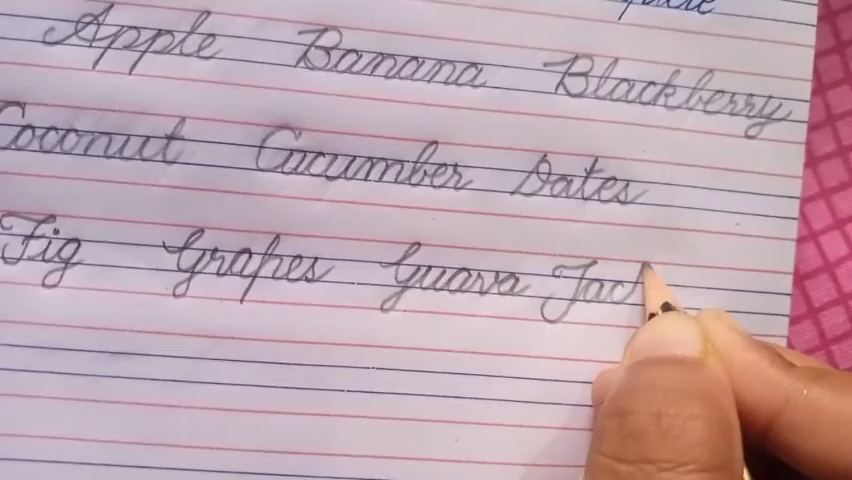 Apple Banana Blackberry
Coconut Cucumber Dates
Fig Grapes Guava Jac